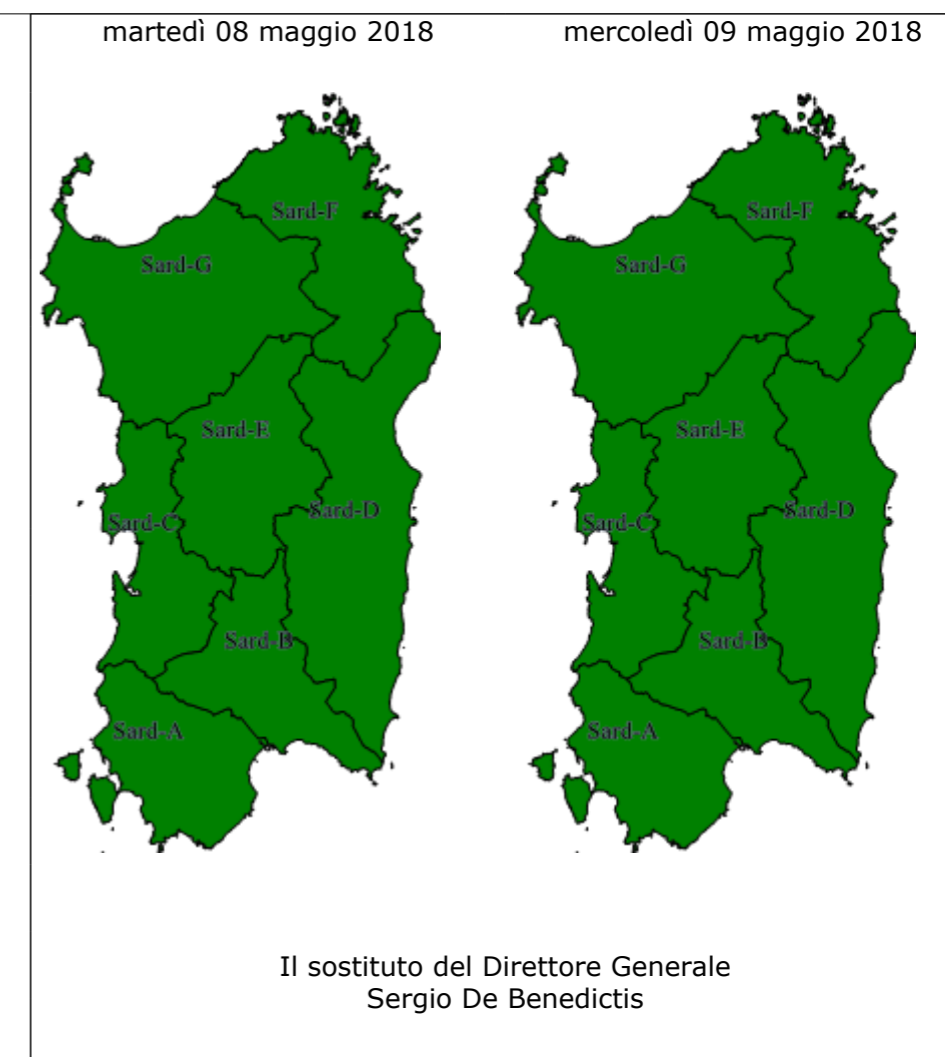 martedì 08 maggio 2018
mercoledì 09 maggio 2018
Sard-F
Sard-G
Sard-E
Sard-D
Sard-C
Sard-B
Sard-A
Sard-F
Sard-G
Sard-E
Sard-D
Sard-C
Sard-B
Sard-A
Il sostituto del Direttore Generale
Sergio De Benedictis